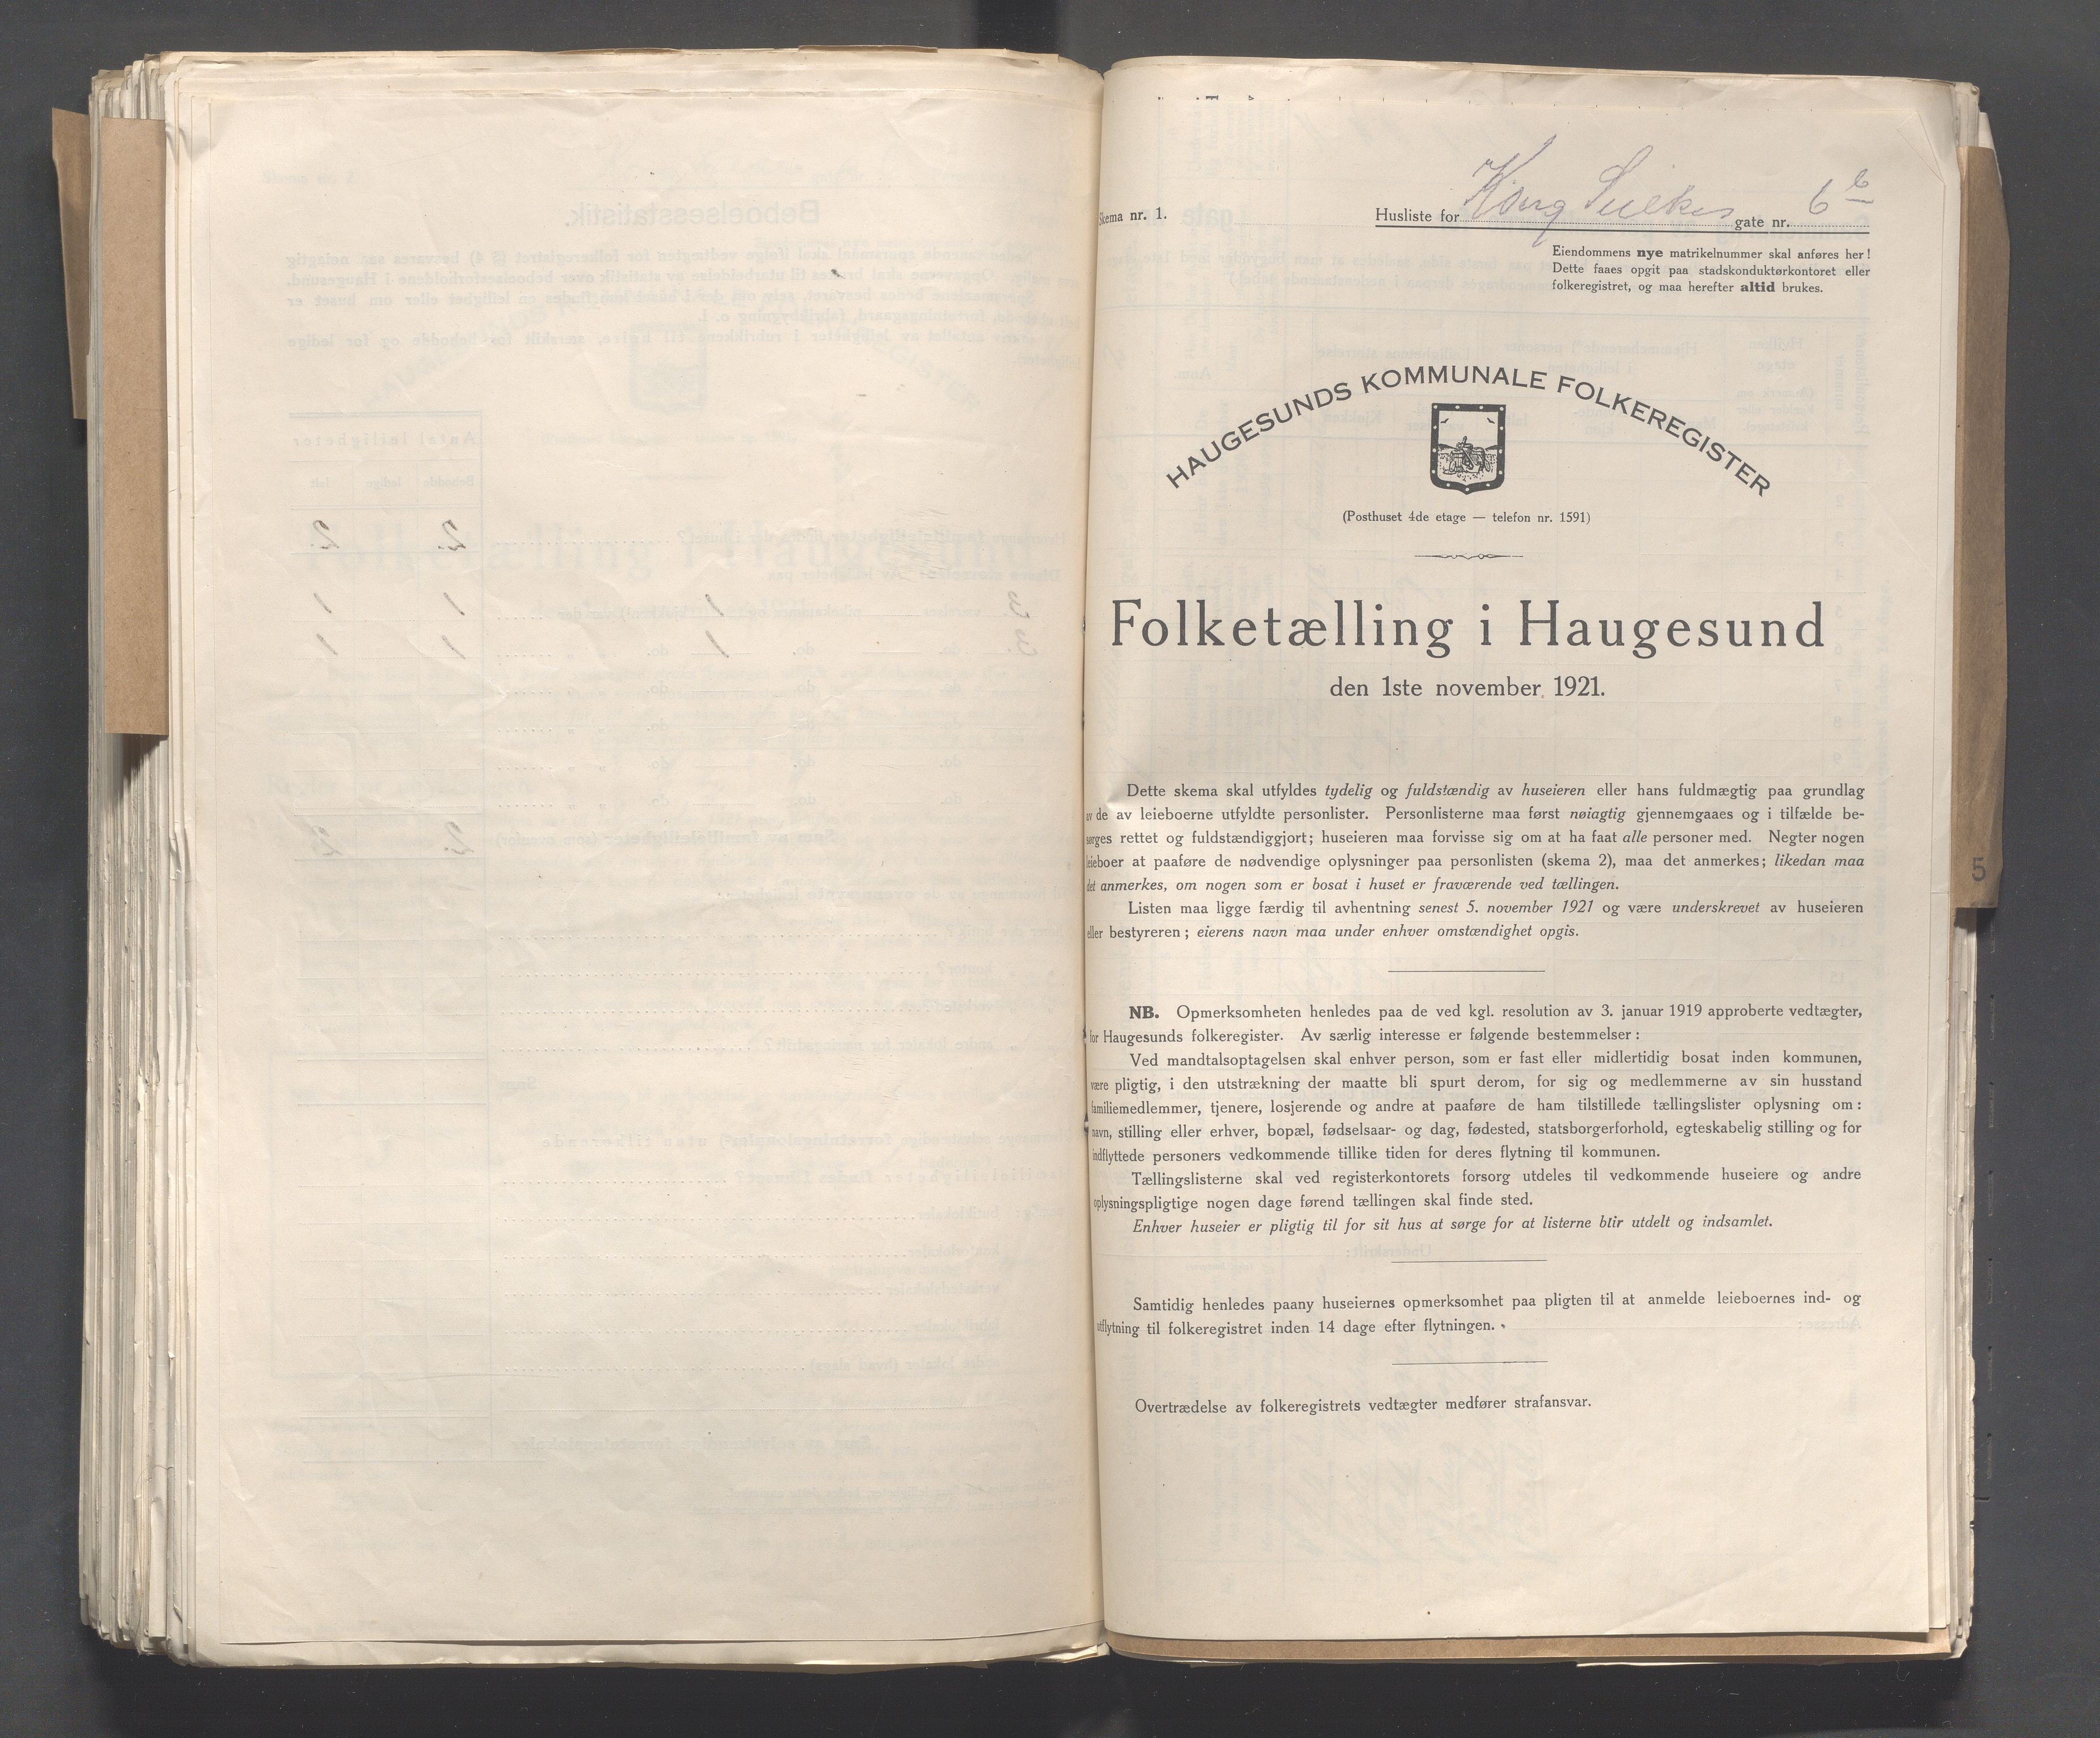 Skema nr. 1.
Husliste for Kong Sulkes gate nr. 6 b
Eiendommens nye matrikelnummer skal anføres her!
Dette faaes opgit paa stadskonduktørkontoret eller
folkeregistret, og maa herefter altid brukes.
HAUGESUNDS KOMMUNALE FOLKEREGISTER
(Posthuset 4de etage — telefon nr. 1591)
Folketælling i Haugesund
den 1ste november 1921.
Dette skema skal utfyldes tydelig og fuldstændig av huseieren eller hans fuldmægtig paa grundlag
av de av leieboerne utfyldte personlister. Personlisterne maa først nøiagtig gjennemgaaes og i tilfælde be-
sørges rettet og fuldstændiggjort; huseieren maa forvisse sig om at ha faat alle personer med. Negter nogen
leieboer at paaføre de nødvendige oplysninger paa personlisten (skema 2), maa det anmerkes; likedan maa
det anmerkes, om nogen som er bosat i huset er fraværende ved tællingen.
Listen maa ligge færdig til avhentning senest 5. november 1921 og være underskrevet av huseieren
eller bestyreren; eierens navn maa under enhver omstændighet opgis.
NB. Opmerksomheten henledes paa de ved kgl. resolution av 3. januar 1919 approberte vedtægter,
for Haugesunds folkeregister. Av særlig interesse er følgende bestemmelser:
Ved mandtalsoptagelsen skal enhver person, som er fast eller midlertidig bosat inden kommunen,
være pligtig, i den utstrækning der maatte bli spurt derom, for sig og medlemmerne av sin husstand
familiemedlemmer, tjenere, losjerende og andre at paaføre de ham tilstillede tællingslister oplysning om:
navn, stilling eller erhver, bopæl, fødselsaar- og dag, fødested, statsborgerforhold, egteskabelig stilling og for
indflyttede personers vedkommende tillike tiden for deres flytning til kommunen.
Tællingslisterne skal ved registerkontorets forsorg utdeles til vedkommende huseiere og andre
oplysningspligtige nogen dage førend tællingen skal finde sted.
Enhver huseier er pligtig til for sit hus at sørge for at listerne blir utdelt og indsamlet.
Samtidig henledes paany huseiernes opmerksomhet paa pligten til at anmelde leieboernes ind- og
utflytning til folkeregistret inden 14 dage efter flytningen.
Overtrædelse av folkeregistrets vedtægter medfører strafansvar.
5